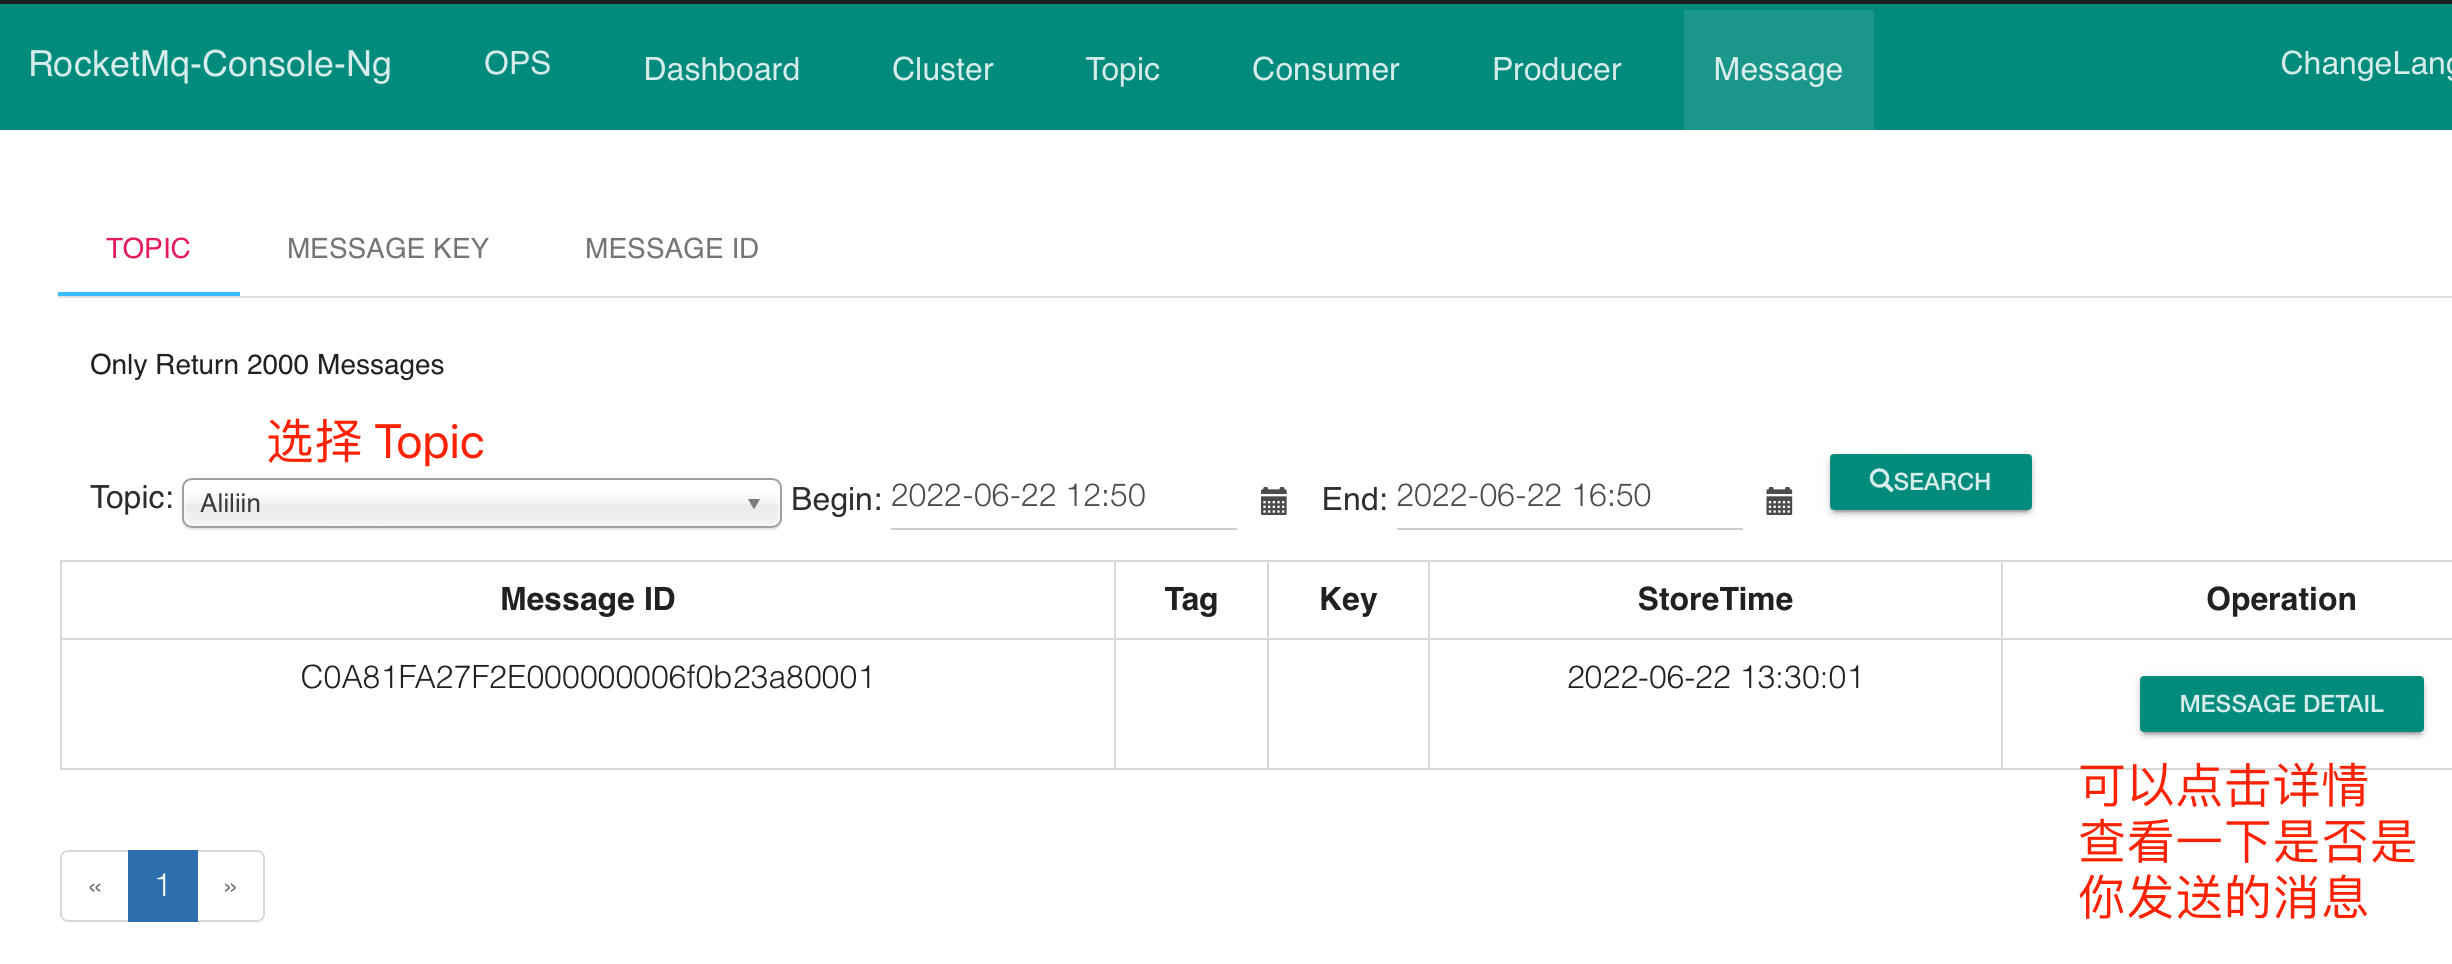 RocketMq-Console-Ng OPS Dashboard Cluster Topic Consumer Producer Message ChangeLang
TOPIC MESSAGE KEY MESSAGE ID
Only Return 2000 Messages
选择 Topic
Topic: Aliliin Begin: 2022-06-22 12:50 End: 2022-06-22 16:50 SEARCH
Message ID Tag Key StoreTime Operation
C0A81FA27F2E000000006f0b23a80001 2022-06-22 13:30:01 MESSAGE DETAIL
可以点击详情
查看一下是否是
你发送的消息
« 1 »